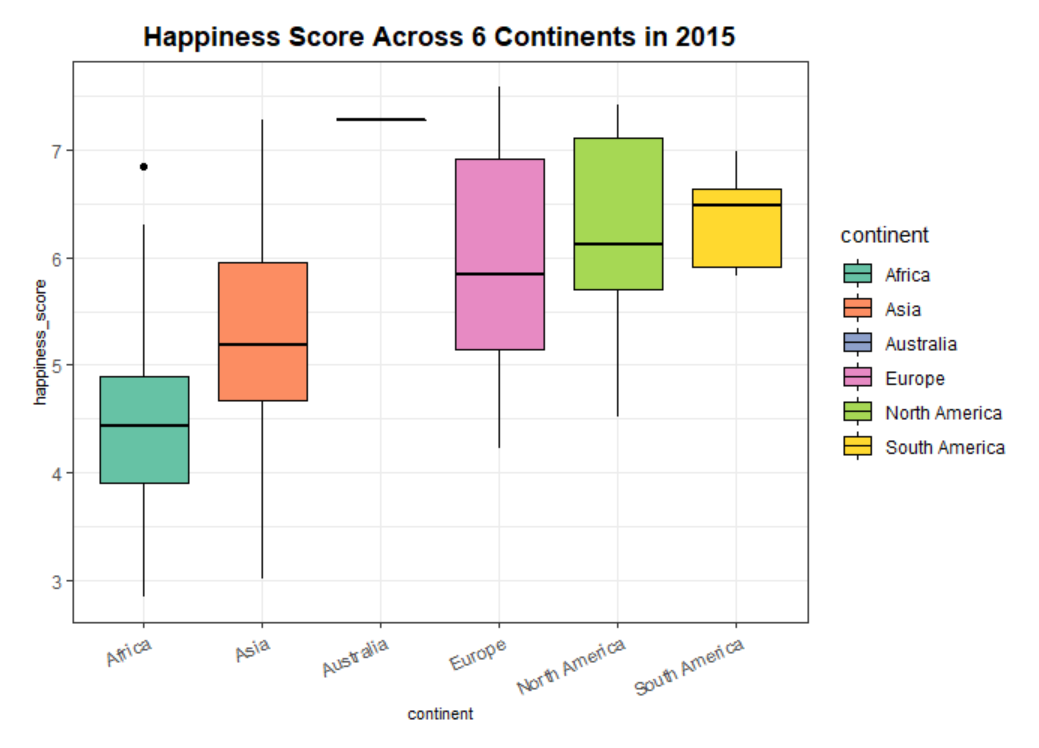 Happiness Score Across 6 Continents in 2015
happiness_score
7
6
5
4
3
Africa
Asia
Australia
Europe
North America
South America
continent
continent
Africa
Asia
Australia
Europe
North America
South America